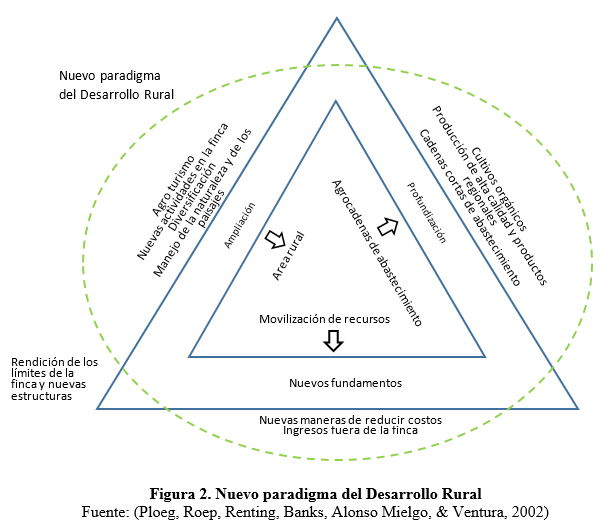 Nuevo paradigma
del Desarrollo Rural
Agro turismo
Nuevas actividades en la finca
Diversificación
Manejo de la naturaleza y de los
paisajes
Ampliación
Area rural
Cultivos orgánicos
Producción de alta calidad y productos
regionales
Cadenas cortas de abastecimiento
Profundización
Agrocadenas de abastecimiento
Movilización de recursos
Nuevos fundamentos
Rendición de los
límites de la
finca y nuevas
estructuras
Nuevas maneras de reducir costos
Ingresos fuera de la finca
Figura 2. Nuevo paradigma del Desarrollo Rural
Fuente: (Ploeg, Roep, Renting, Banks, Alonso Mielgo, & Ventura, 2002)